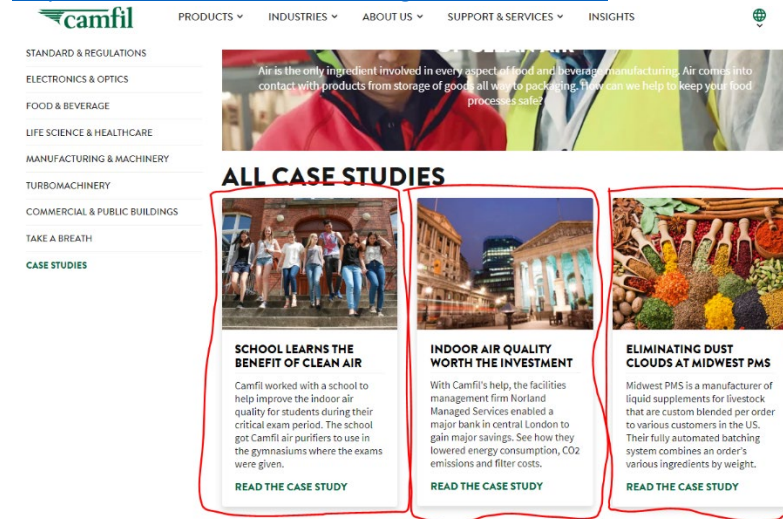 camfil
PRODUCTS
INDUSTRIES
ABOUT US
SUPPORT & SERVICES
INSIGHTS
STANDARD & REGULATIONS
ELECTRONICS & OPTICS
FOOD & BEVERAGE
LIFE SCIENCE & HEALTHCARE
MANUFACTURING & MACHINERY
TURBOMACHINERY
COMMERCIAL & PUBLIC BUILDINGS
TAKE A BREATH
CASE STUDIES
OF CLEAN AIR
Air is the only ingredient involved in every aspect of food and beverage manufacturing. Air comes into
contact with products from storage of goods all way to packaging. How can we help to keep your food
processes safe?
ALL CASE STUDIES
SCHOOL LEARNS THE
BENEFIT OF CLEAN AIR
Camfil worked with a school to
help improve the indoor air
quality for students during their
critical exam period. The school
got Camfil air purifiers to use in
the gymnasiums where the exams
were given.
READ THE CASE STUDY
INDOOR AIR QUALITY
WORTH THE INVESTMENT
With Camfil's help, the facilities
management firm Norland
Managed Services enabled a
major bank in central London to
gain major savings. See how they
lowered energy consumption, CO2
emissions and filter costs.
READ THE CASE STUDY
ELIMINATING DUST
CLOUDS AT MIDWEST PMS
Midwest PMS is a manufacturer of
liquid supplements for livestock
that are custom blended per order
to various customers in the US.
Their fully automated batching
system combines an order's
various ingredients by weight.
READ THE CASE STUDY